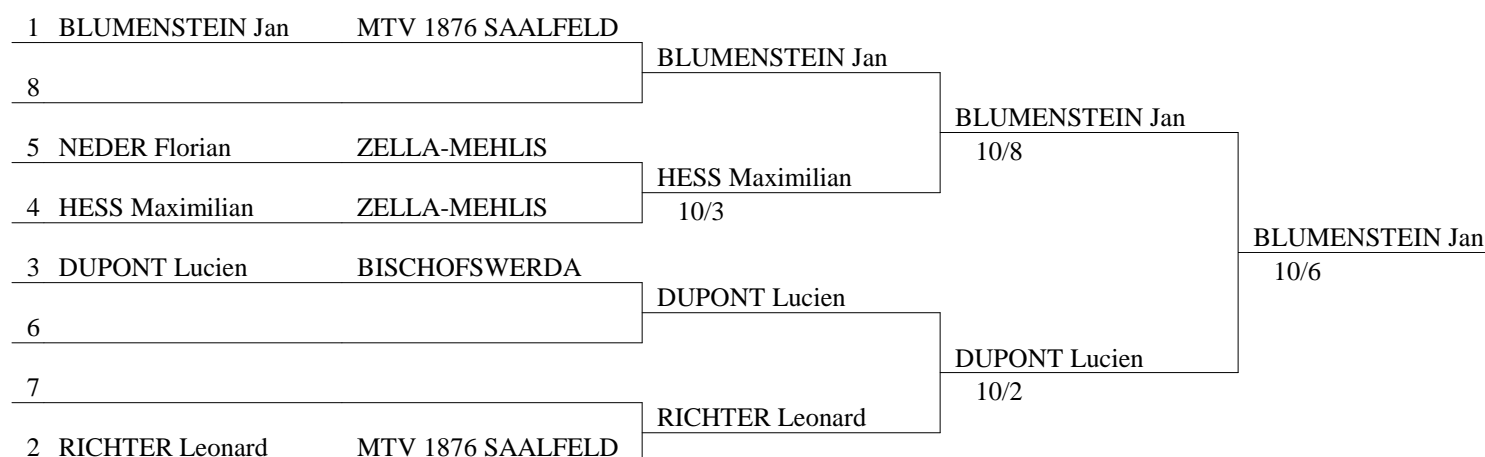 1 BLUMENSTEIN Jan MTV 1876 SAALFELD
BLUMENSTEIN Jan
8
BLUMENSTEIN Jan
5 NEDER Florian ZELLA-MEHLIS
10/8
HESS Maximilian
4 HESS Maximilian ZELLA-MEHLIS
10/3
BLUMENSTEIN Jan
3 DUPONT Lucien BISCHOFSWERDA
10/6
DUPONT Lucien
6
DUPONT Lucien
7
10/2
RICHTER Leonard
2 RICHTER Leonard MTV 1876 SAALFELD